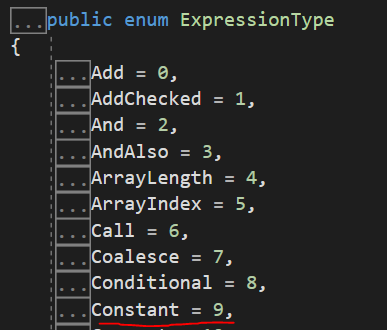 ...public enum ExpressionType
{
...Add = 0,
...AddChecked = 1,
...And = 2,
...AndAlso = 3,
...ArrayLength = 4,
...ArrayIndex = 5,
...Call = 6,
...Coalesce = 7,
...Conditional = 8,
...Constant = 9,